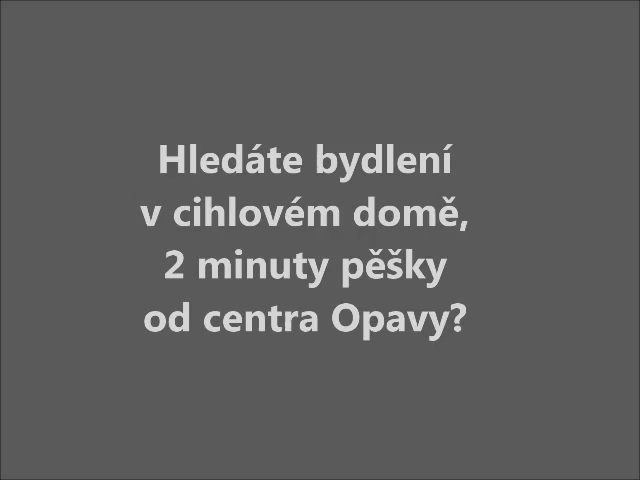 Hledáte bydlení
v cihlovém domě,
2 minuty pěšky
od centra Opavy?